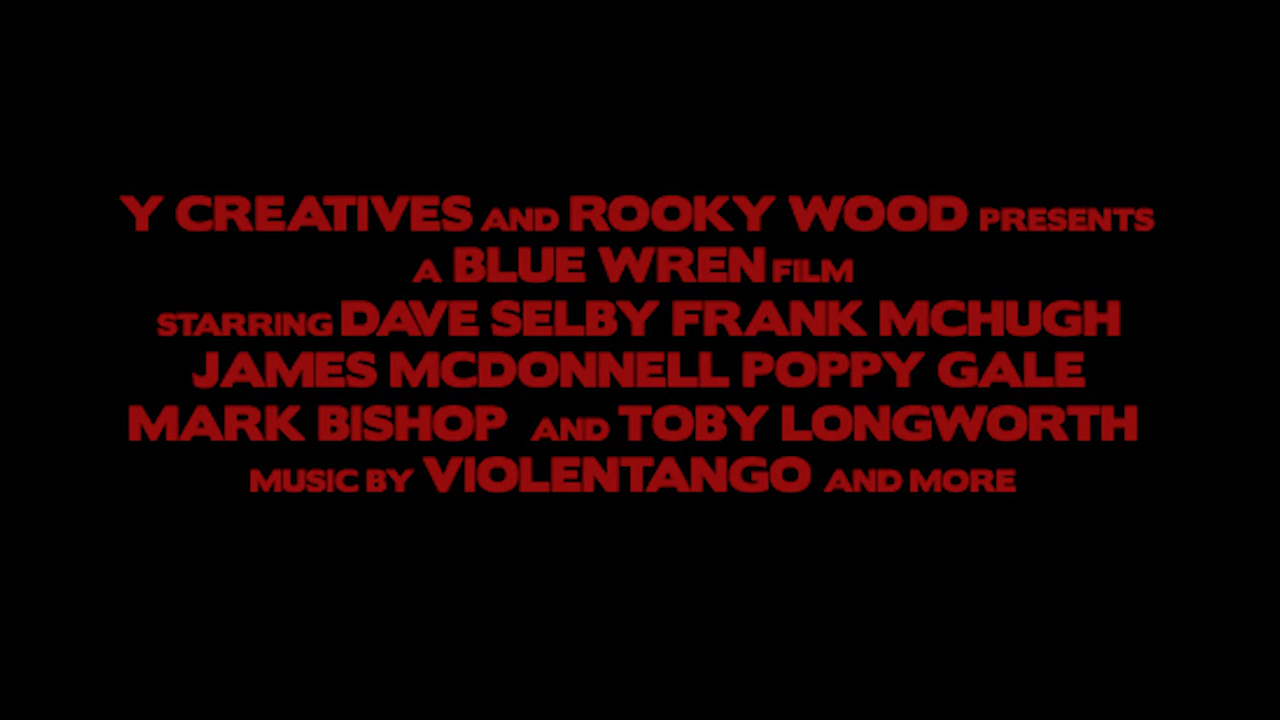 Y CREATIVES AND ROOKY WOOD PRESENTS
A BLUE WREN FILM
STARRING DAVE SELBY FRANK MCHUGH
JAMES MCDONNELL POPPY GALE
MARK BISHOP AND TOBY LONGWORTH
MUSIC BY VIOLENTANGO AND MORE